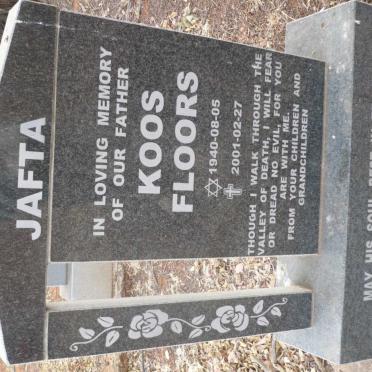 JAFTA
IN LOVING MEMORY
OF OUR FATHER
KOOS
FLOORS
1940-08-05
2001-02-27
THOUGH I WALK THROUGH THE
VALLEY OF DEATH, I WILL FEAR
OR DREAD NO EVIL, FOR YOU
ARE WITH ME.
FROM YOUR CHILDREN AND
GRANDCHILDREN
MAY HIS SOUL